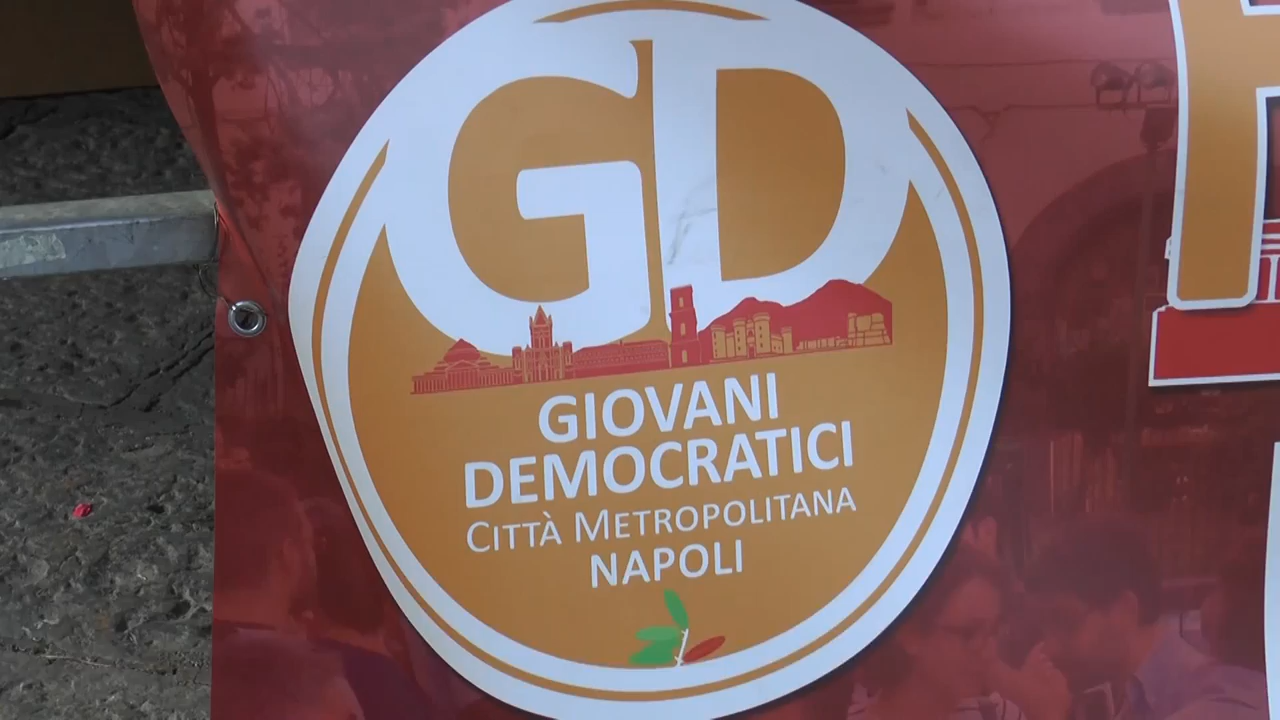 GD
GIOVANI
DEMOCRATICI
CITTÀ METROPOLITANA
NAPOLI